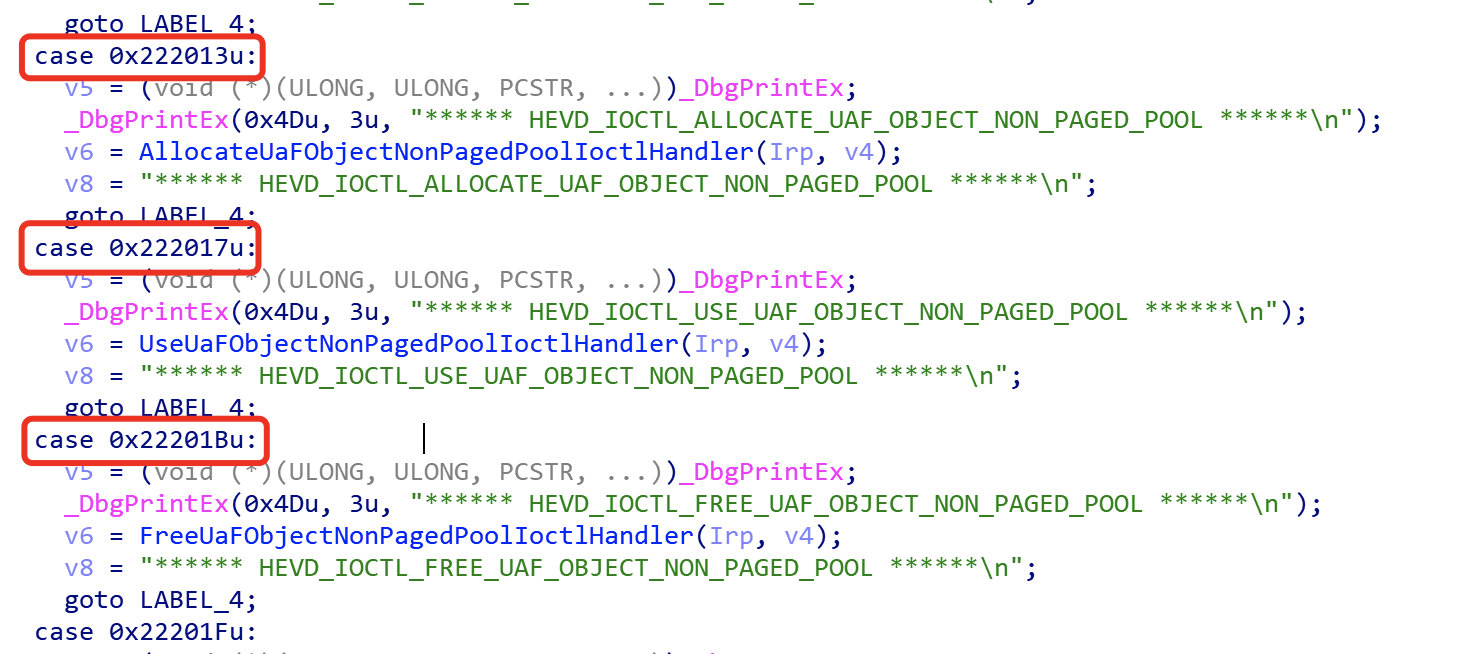 goto LABEL_4;
case 0x222013u:
v5 = (void (*)(ULONG, ULONG, PCSTR, ...))_DbgPrintEx;
_DbgPrintEx(0x4Du, 3u, "****** HEVD_IOCTL_ALLOCATE_UAF_OBJECT_NON_PAGED_POOL ******\n");
v6 = AllocateUaFObjectNonPagedPoolIoctlHandler(Irp, v4);
v8 = "****** HEVD_IOCTL_ALLOCATE_UAF_OBJECT_NON_PAGED_POOL ******\n";
goto LABEL_4;
case 0x222017u:
v5 = (void (*)(ULONG, ULONG, PCSTR, ...))_DbgPrintEx;
_DbgPrintEx(0x4Du, 3u, "****** HEVD_IOCTL_USE_UAF_OBJECT_NON_PAGED_POOL ******\n");
v6 = UseUaFObjectNonPagedPoolIoctlHandler(Irp, v4);
v8 = "****** HEVD_IOCTL_USE_UAF_OBJECT_NON_PAGED_POOL ******\n";
goto LABEL_4;
case 0x22201Bu:
v5 = (void (*)(ULONG, ULONG, PCSTR, ...))_DbgPrintEx;
_DbgPrintEx(0x4Du, 3u, "****** HEVD_IOCTL_FREE_UAF_OBJECT_NON_PAGED_POOL ******\n");
v6 = FreeUaFObjectNonPagedPoolIoctlHandler(Irp, v4);
v8 = "****** HEVD_IOCTL_FREE_UAF_OBJECT_NON_PAGED_POOL ******\n";
goto LABEL_4;
case 0x22201Fu: